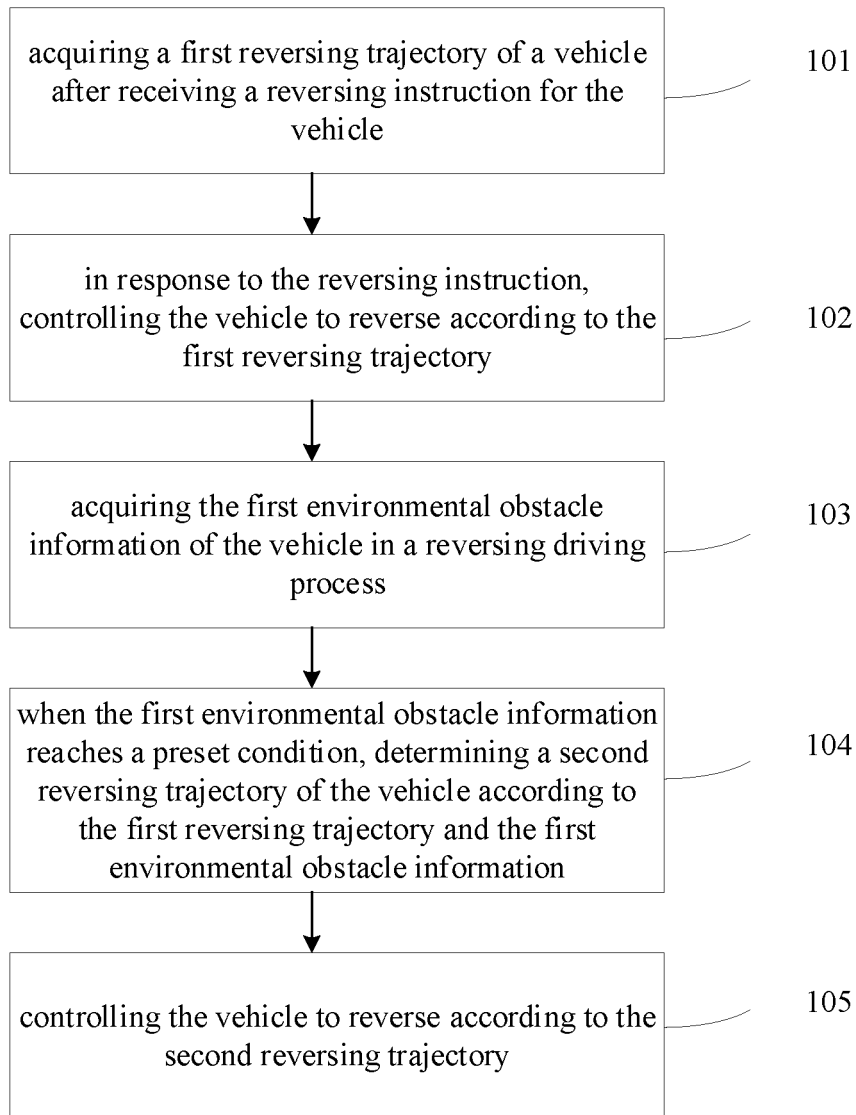 acquiring a first reversing trajectory of a vehicle
after receiving a reversing instruction for the
vehicle
101
in response to the reversing instruction,
controlling the vehicle to reverse according to the
first reversing trajectory
102
acquiring the first environmental obstacle
information of the vehicle in a reversing driving
process
103
when the first environmental obstacle information
reaches a preset condition, determining a second
reversing trajectory of the vehicle according to
the first reversing trajectory and the first
environmental obstacle information
104
controlling the vehicle to reverse according to the
second reversing trajectory
105